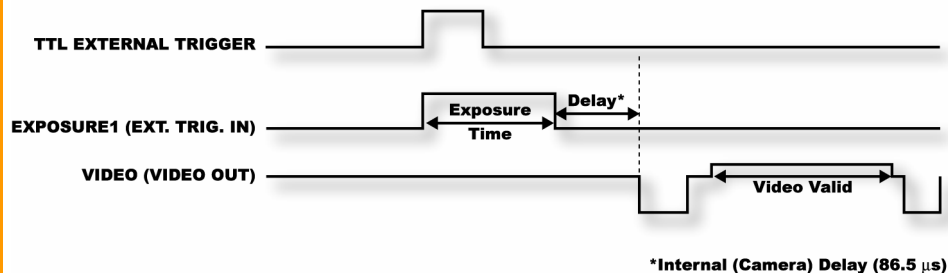 TTL EXTERNAL TRIGGER
EXPOSURE1 (EXT. TRIG. IN)
Exposure
Time
Delay*
VIDEO (VIDEO OUT)
Video Valid
*Internal (Camera) Delay (86.5 μs)